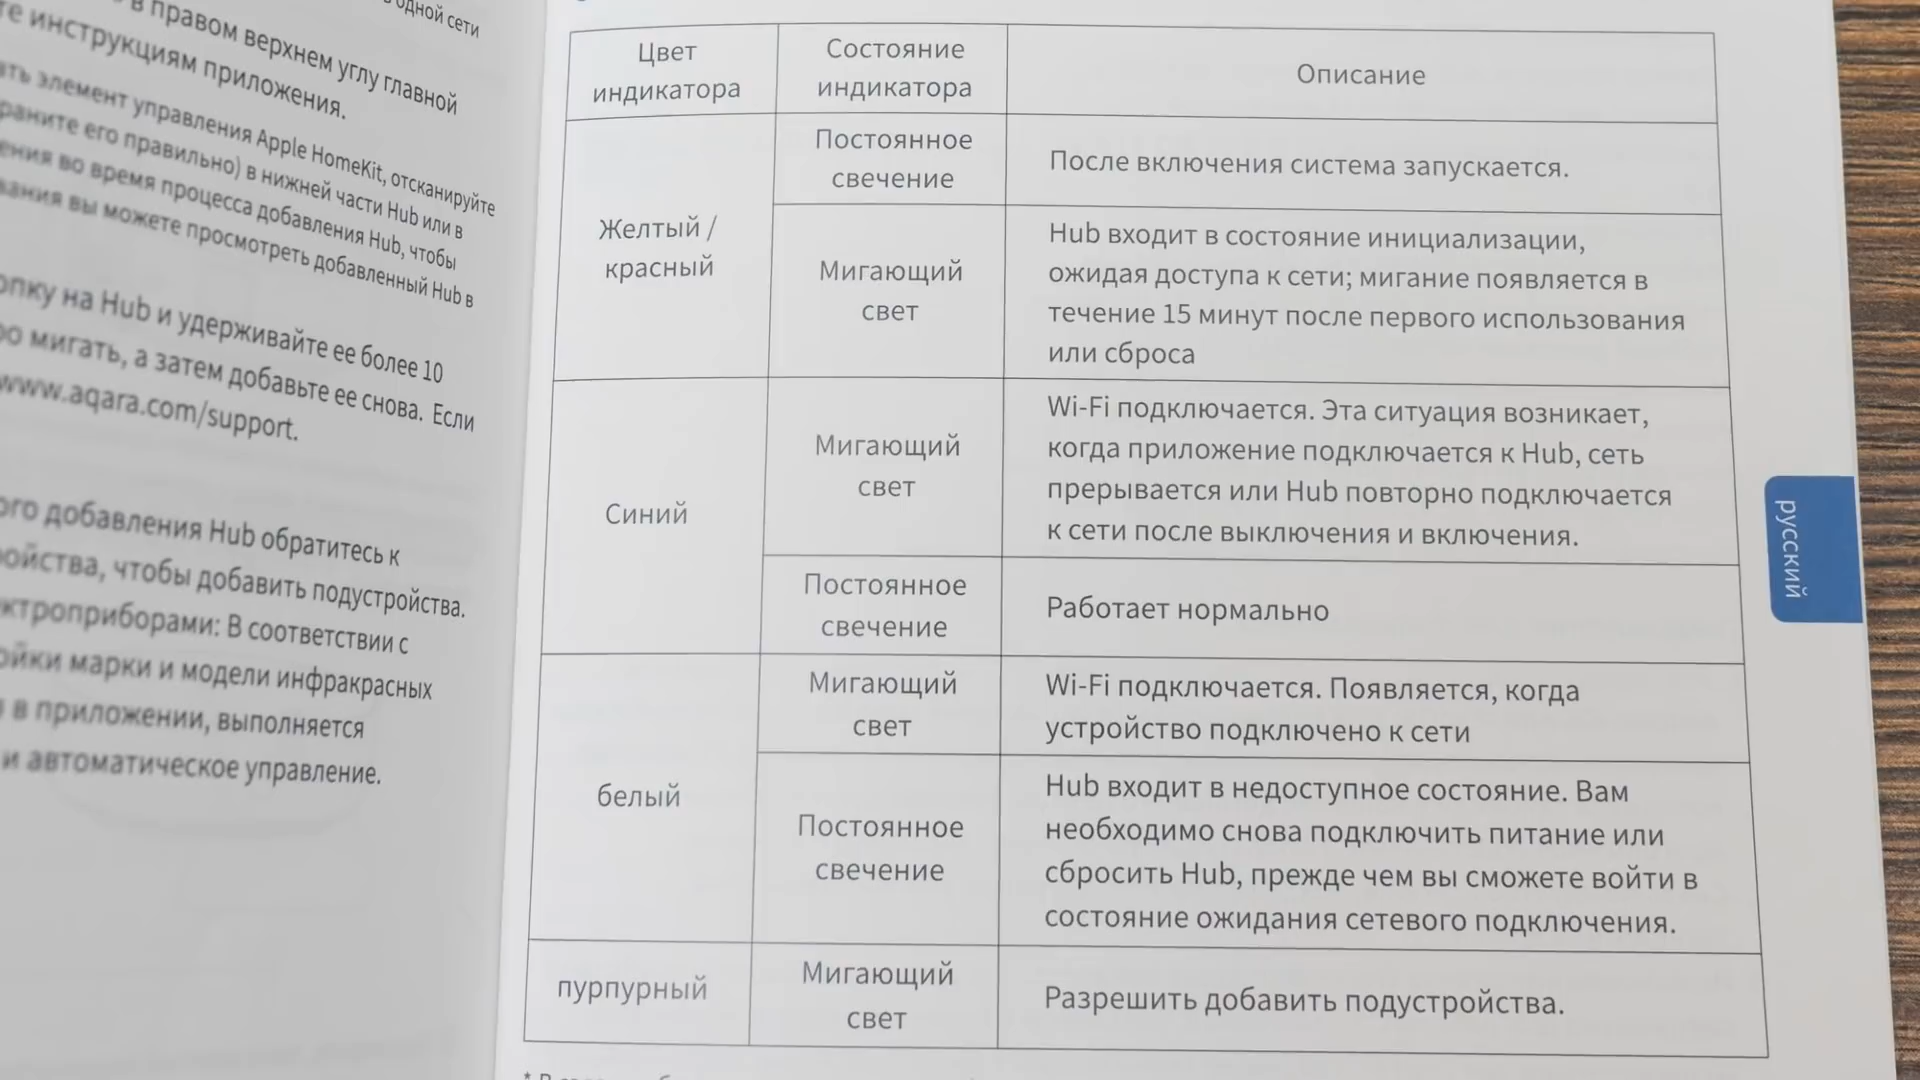 одной сети
в правом верхнем углу главной
инструкциям приложения.
элемент управления Apple HomeKit, отсканируйте
его правильно) в нижней части Hub или в
во время процесса добавления Hub, чтобы
вы можете просмотреть добавленный Hub в
на Hub и удерживайте ее более 10
мигать, а затем добавьте ее снова. Если
www.aqara.com/support.
добавления Hub обратитесь к
чтобы добавить подустройства.
В соответствии с
марки и модели инфракрасных
в приложении, выполняется
и автоматическое управление.
Цвет
индикатора
Состояние
индикатора
Описание
Желтый /
красный
Постоянное
свечение
После включения система запускается.
Мигающий
свет
Hub входит в состояние инициализации,
ожидая доступа к сети; мигание появляется в
течение 15 минут после первого использования
или сброса
Синий
Мигающий
свет
Wi-Fi подключается. Эта ситуация возникает,
когда приложение подключается к Hub, сеть
прерывается или Hub повторно подключается
к сети после выключения и включения.
Постоянное
свечение
Работает нормально
белый
Мигающий
свет
Wi-Fi подключается. Появляется, когда
устройство подключено к сети
Постоянное
свечение
Hub входит в недоступное состояние. Вам
необходимо снова подключить питание или
сбросить Hub, прежде чем вы сможете войти в
состояние ожидания сетевого подключения.
пурпурный
Мигающий
свет
Разрешить добавить подустройства.
русский